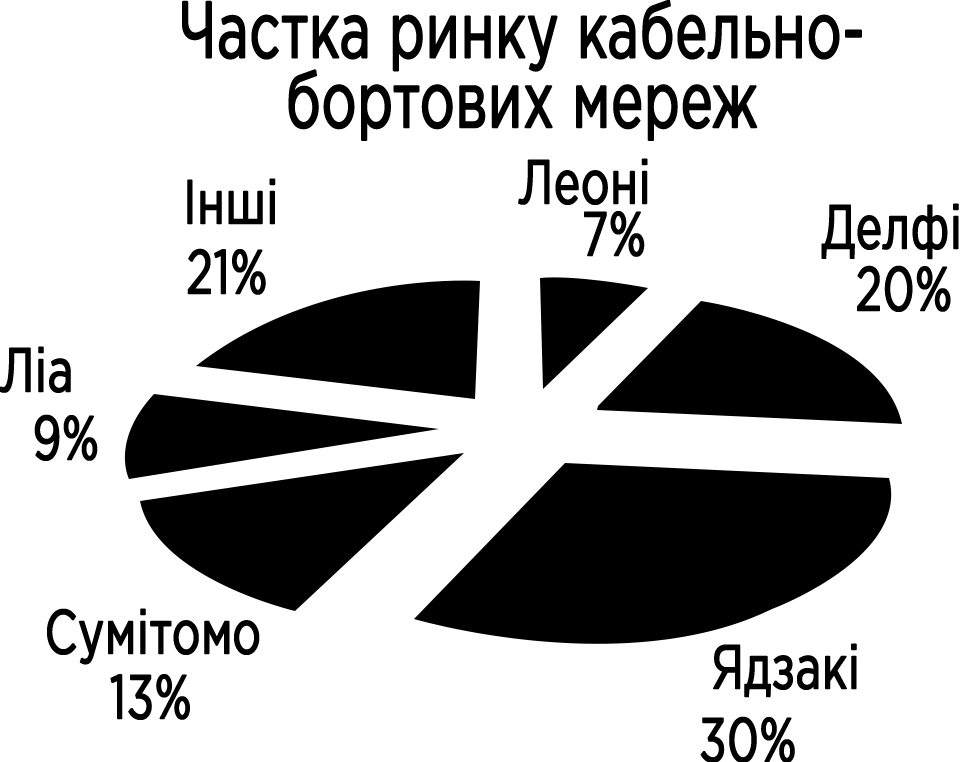 Частка ринку кабельно-
бортових мереж
Леоні
7%
Інші
21%
Делфі
20%
Ліа
9%
Сумітомо
13%
Ядзакі
30%